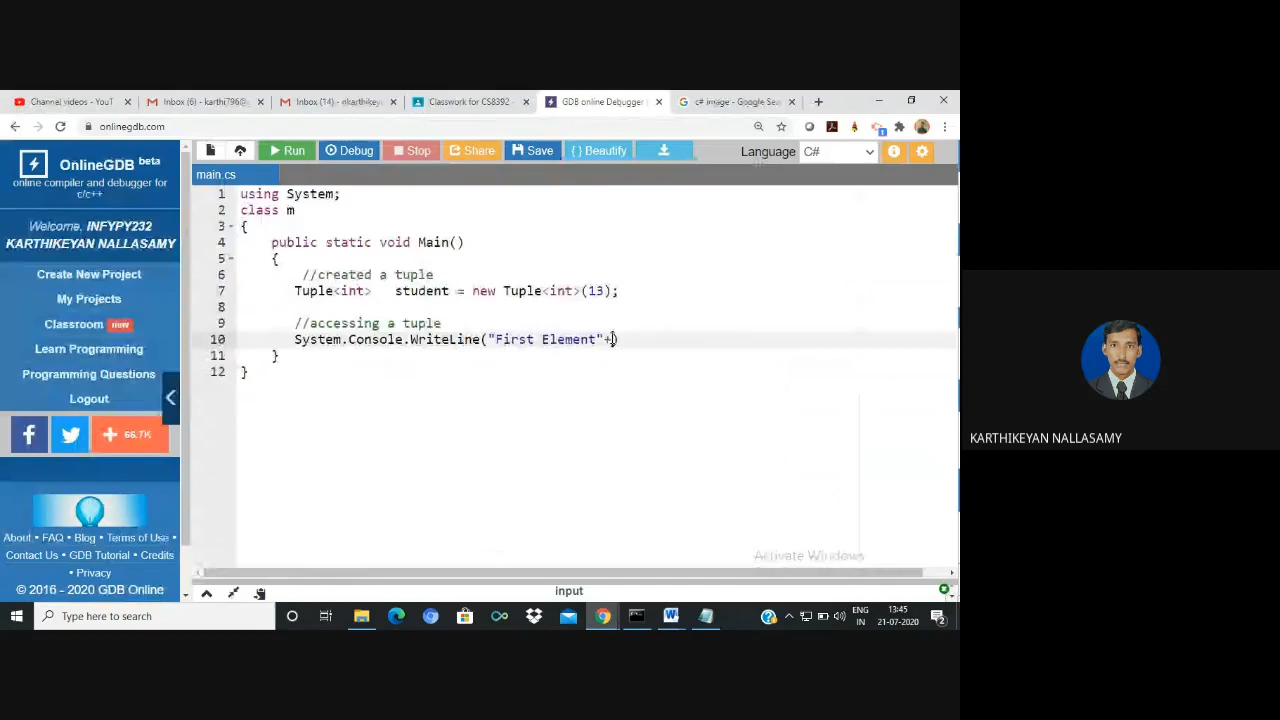 Channel videos - YouT
Inbox (6) - karthi796@g
Inbox (14) - nkarthikey
Classwork for CS8392 -
GDB online Debugger
c# image - Google Sea
onlinegdb.com
OnlineGDB beta
online compiler and debugger for
c/c++
Welcome, INFYPY232
KARTHIKEYAN NALLASAMY
Create New Project
My Projects
Classroom new
Learn Programming
Programming Questions
Logout
f
+ 66.7K
About • FAQ • Blog • Terms of Use •
Contact Us • GDB Tutorial • Credits
• Privacy
© 2016 - 2020 GDB Online
Run Debug Stop Share Save { } Beautify
Language C#
main.cs
1 using System;
2 class m
3 {
4 public static void Main()
5 {
6 //created a tuple
7 Tuple<int> student = new Tuple<int>(13);
8
9 //accessing a tuple
10 System.Console.WriteLine("First Element"+)
11 }
12 }
Activate Windows
input
Type here to search
ENG
IN
13:45
21-07-2020
2
KARTHIKEYAN NALLASAMY